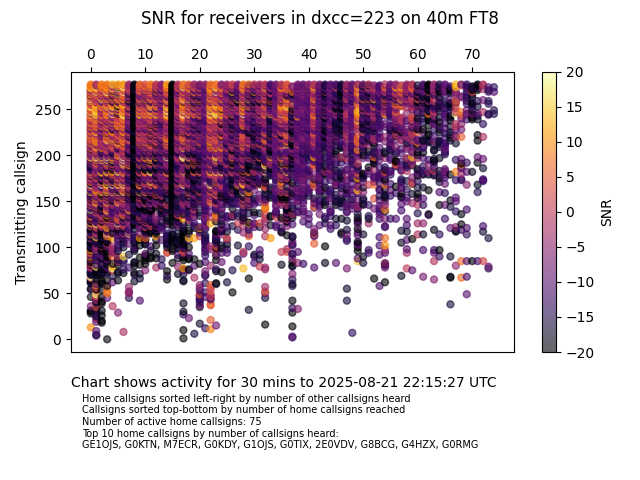 SNR for receivers in dxcc=223 on 40m FT8
0 10 20 30 40 50 60 70
250
200
150
100
50
0
Transmitting callsign
20
15
10
5
0
−5
−10
−15
−20
SNR
Chart shows activity for 30 mins to 2025-08-21 22:15:27 UTC
Home callsigns sorted left-right by number of other callsigns heard
Callsigns sorted top-bottom by number of home callsigns reached
Number of active home callsigns: 75
Top 10 home callsigns by number of callsigns heard:
GE1OJS, G0KTN, M7ECR, G0KDY, G1OJS, G0TIX, 2E0VDV, G8BCG, G4HZX, G0RMG